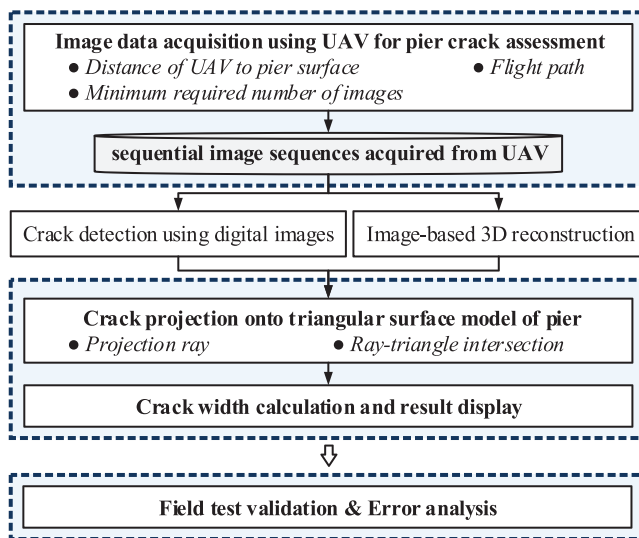 Image data acquisition using UAV for pier crack assessment
● Distance of UAV to pier surface ● Flight path
● Minimum required number of images
sequential image sequences acquired from UAV
Crack detection using digital images Image-based 3D reconstruction
Crack projection onto triangular surface model of pier
● Projection ray ● Ray-triangle intersection
Crack width calculation and result display
Field test validation & Error analysis